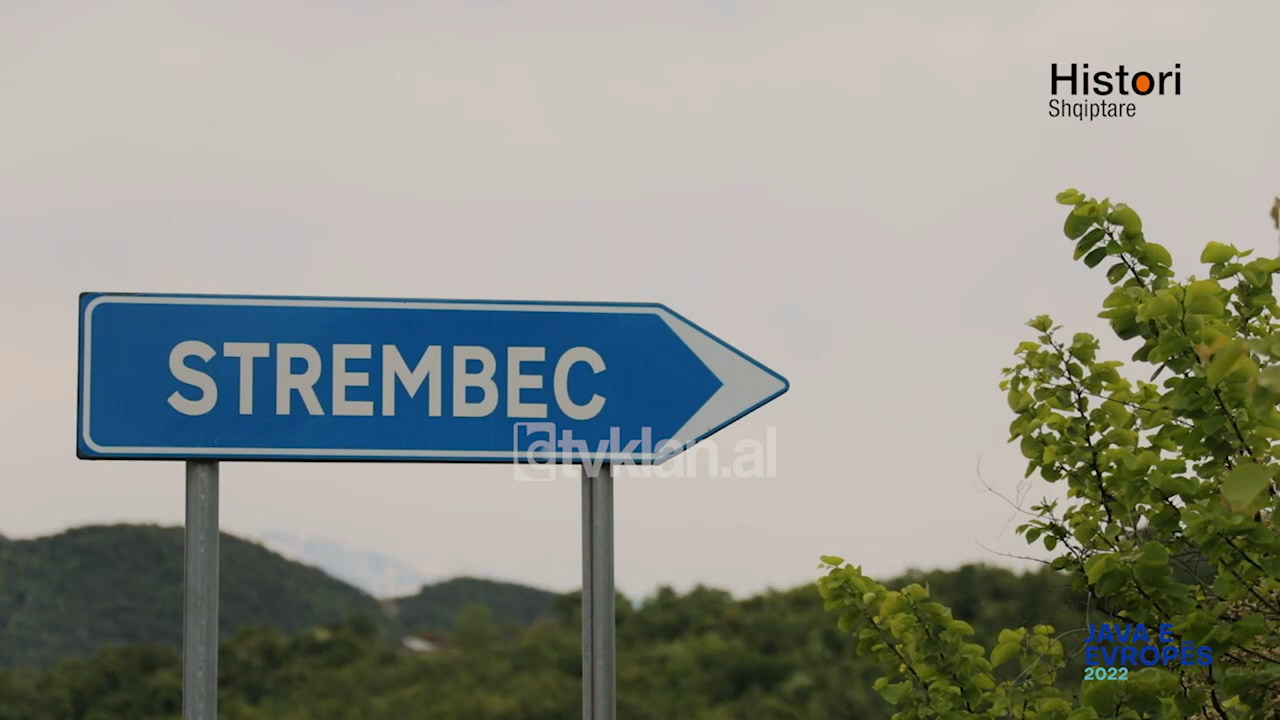 Histori
Shqiptare
STREMBEC
tvklan.al
JAVA E
EVROPËS
2022